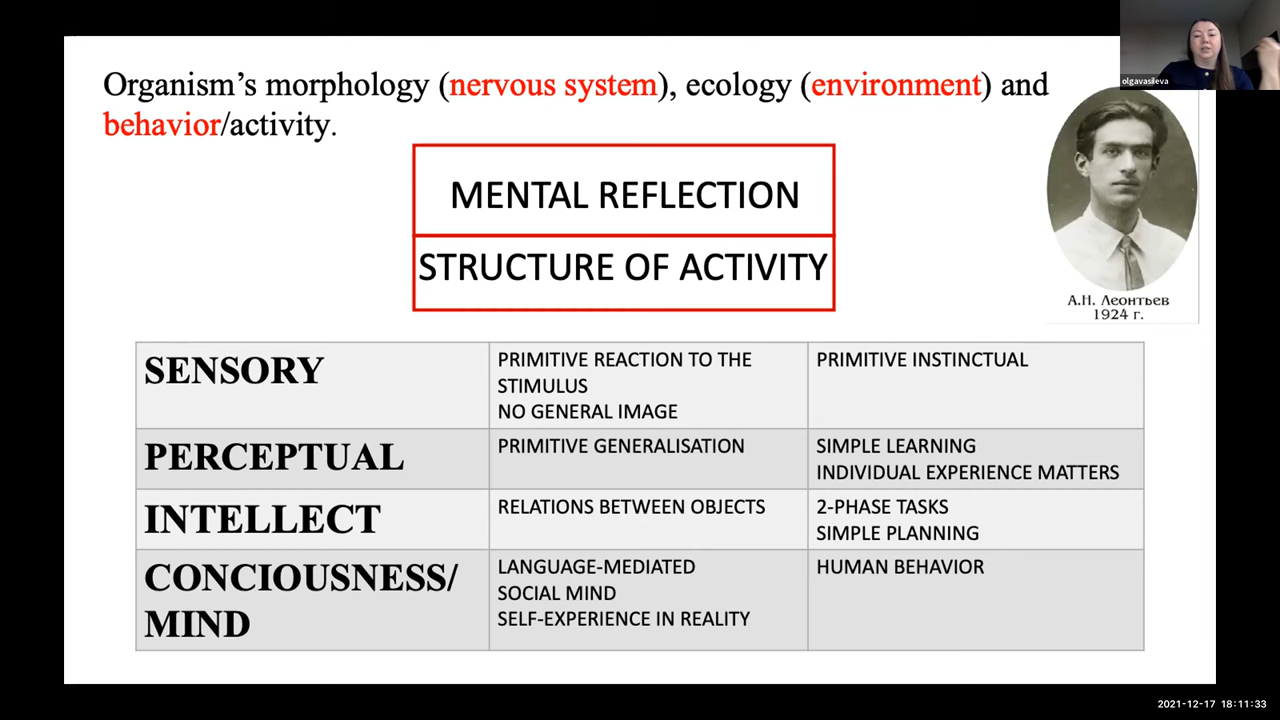 olgavasileva
Organism's morphology (nervous system), ecology (environment) and
behavior/activity.
MENTAL REFLECTION
STRUCTURE OF ACTIVITY
А.Н. Леонтьев
1924 г.
SENSORY
PRIMITIVE REACTION TO THE
STIMULUS
NO GENERAL IMAGE
PRIMITIVE INSTINCTUAL
PERCEPTUAL
PRIMITIVE GENERALISATION
SIMPLE LEARNING
INDIVIDUAL EXPERIENCE MATTERS
INTELLECT
RELATIONS BETWEEN OBJECTS
2-PHASE TASKS
SIMPLE PLANNING
CONCIOUSNESS/
MIND
LANGUAGE-MEDIATED
SOCIAL MIND
SELF-EXPERIENCE IN REALITY
HUMAN BEHAVIOR
2021-12-17 18:11:33